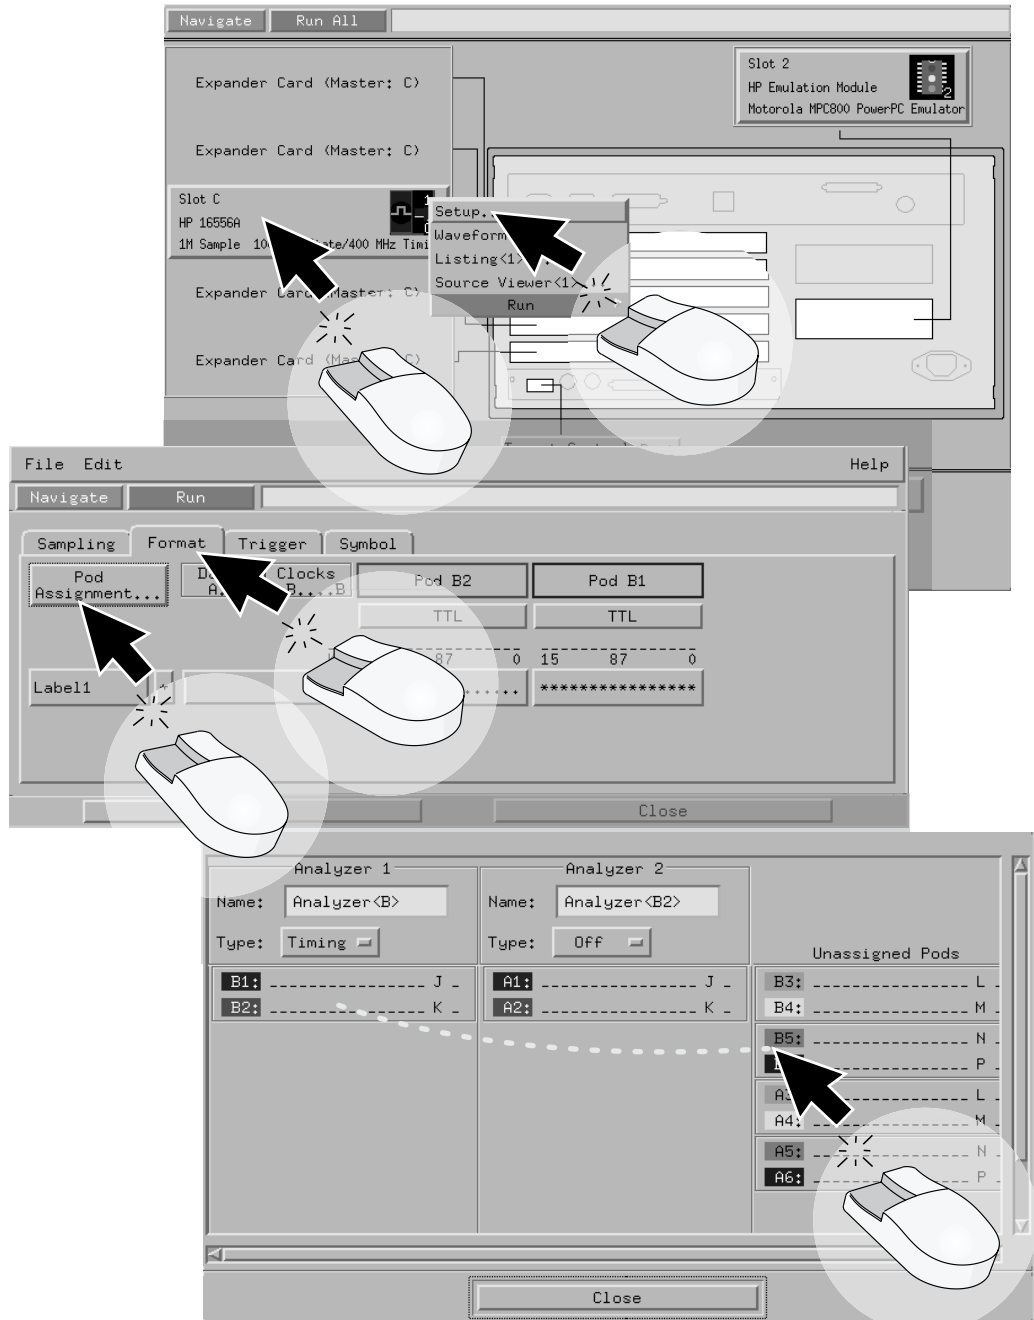 Navigate Run All
Expander Card (Master: C)
Slot 2
HP Emulation Module
Motorola MPC800 PowerPC Emulator
2
Expander Card (Master: C)
Slot C
HP 16556A
1M Sample
MHz
Setup..
Waveform
Listing<1>
Source Viewer<1>
Run
Expander Card (Master: C)
Expander Card
File Edit Help
Navigate Run
Sampling Format Trigger Symbol
Pod
Assignment...
Clocks
Pod B2 Pod B1
TTL TTL
87 0 15 87 0
Label1 ****************
Close
Analyzer 1 Analyzer 2
Name: Analyzer<B> Name: Analyzer<B2>
Type: Timing Type: Off
Unassigned Pods
B1: J
B2: K
A1: J
A2: K
B3: L
B4: M
B5: N
P
L
A4: M
A5: N
A6: P
Close